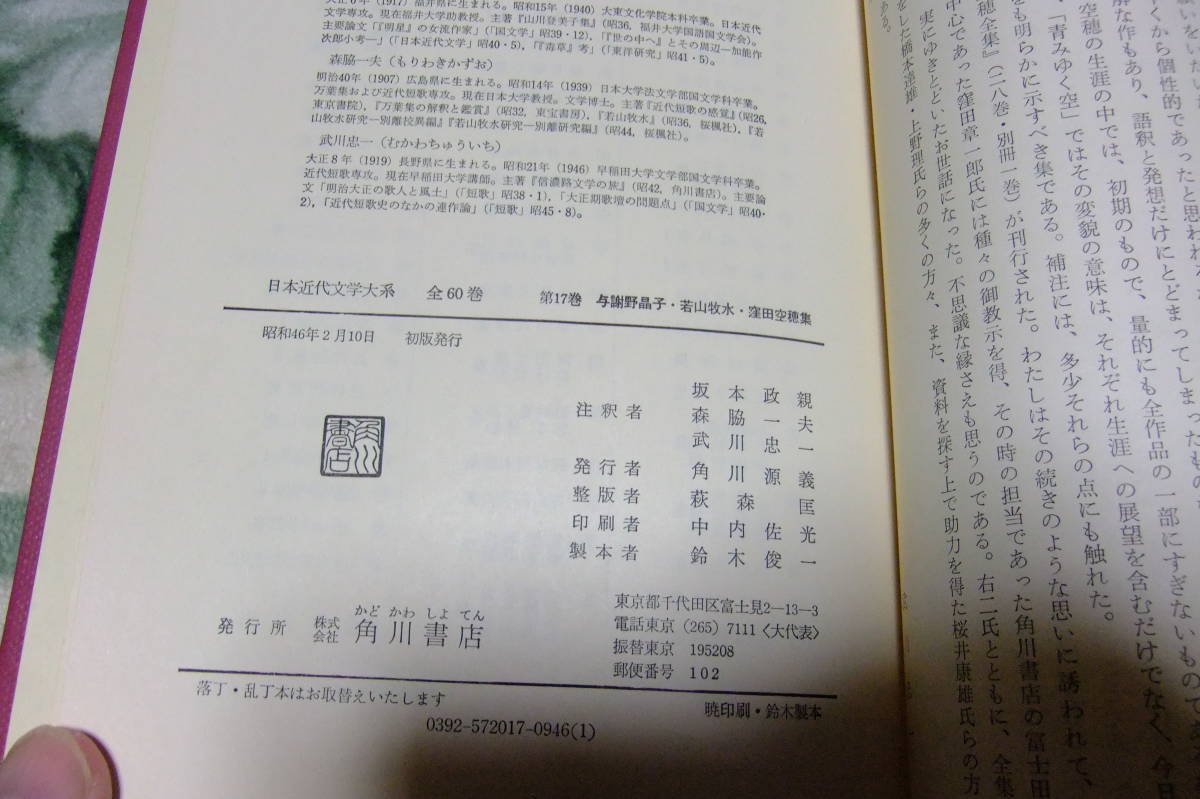 大正6年（1917）福井県に生まれる。昭和15年（1940）大東文化学院本科卒業。日本近代
文学専攻。現在福井大学助教授。主著『山川登美子集』（昭36，福井大学国語国文学会）。
主要論文「『明星』の女流作家」（「国文学」昭39・12），「『世の中へ』とその周辺―加能作
次郎小考―」（「日本近代文学」昭40・5），「『毒草』考」（「東洋研究」昭41・5）。
森脇一夫（もりわきかずお）
明治40年（1907）広島県に生まれる。昭和14年（1939）日本大学法文学部国文学科卒業。
万葉集および近代短歌専攻。現在日本大学教授。文学博士。主著『近代短歌の感覚』（昭26，
東京書院），『万葉集の解釈と鑑賞』（昭32，東宝書房），『若山牧水』（昭36，桜楓社），『若
山牧水研究―別離校異編』『若山牧水研究―別離研究編』（昭44，桜楓社）。
武川忠一（むかわちゅういち）
大正8年（1919）長野県に生まれる。昭和21年（1946）早稲田大学文学部国文学科卒業。
近代短歌専攻。現在早稲田大学講師。主著『信濃路文学の旅』（昭42，角川書店）。主要論
文「明治大正の歌人と風土」（「短歌」昭38・1），「大正期歌壇の問題点」（「国文学」昭40・
2），「近代短歌史のなかの連作論」（「短歌」昭45・8）。
日本近代文学大系　全60巻　第17巻　与謝野晶子・若山牧水・窪田空穂集
昭和46年2月10日　初版発行
角川書店
注釈者　坂本政親
森脇一夫
武川忠一
発行者　角川源義
整版者　萩森匡
印刷者　中内佐光
製本者　鈴木俊一
発行所　株式会社　角川書店
かどかわしよてん
東京都千代田区富士見2―13―3
電話東京（265）7111〈大代表〉
振替東京　195208
郵便番号　102
落丁・乱丁本はお取替えいたします
暁印刷・鈴木製本
0392-572017-0946(1)
早くから個性的であったと思われる
解な作もあり、語釈と発想だけにとどまってしまったもの
空穂の生涯の中では、初期のもので、量的にも全作品の一部にすぎないもので
・「青みゆく空」ではその変貌の意味は、それぞれ生涯への展望を含むだけでなく、今日
をも明らかに示すべき集である。補注には、多少それらの点にも触れた。
穂全集』（二八巻・別冊一巻）が刊行された。わたしはその続きのような思いに誘われて、
中心であった窪田章一郎氏には種々の御教示を得、その時の担当であった角川書店の富士田
実にゆきとどいたお世話になった。不思議な縁さえも思うのである。右二氏とともに、全集
をした橋本達雄・上野理氏らの多くの方々、また、資料を探す上で助力を得た桜井康雄氏らの方
ある。